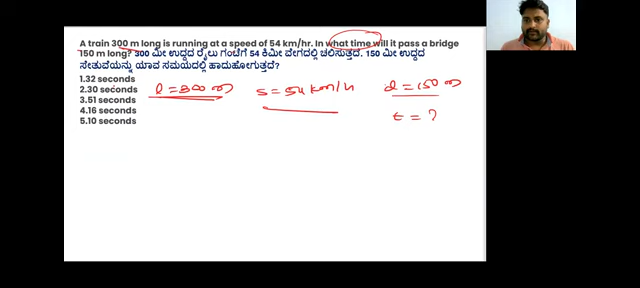 A train 300 m long is running at a speed of 54 km/hr. In what time will it pass a bridge
150 m long? 300 ಮೀ ಉದ್ದದ ರೈಲು ಗಂಟೆಗೆ 54 ಕಿಮೀ ವೇಗದಲ್ಲಿ ಚಲಿಸುತ್ತದೆ. 150 ಮೀ ಉದ್ದದ
ಸೇತುವೆಯನ್ನು ಯಾವ ಸಮಯದಲ್ಲಿ ಹಾದುಹೋಗುತ್ತದೆ?
1.32 seconds
2.30 seconds
l = 300 m s = 54 km/h d = 150 m
3.51 seconds
4.16 seconds
t = ?
5.10 seconds